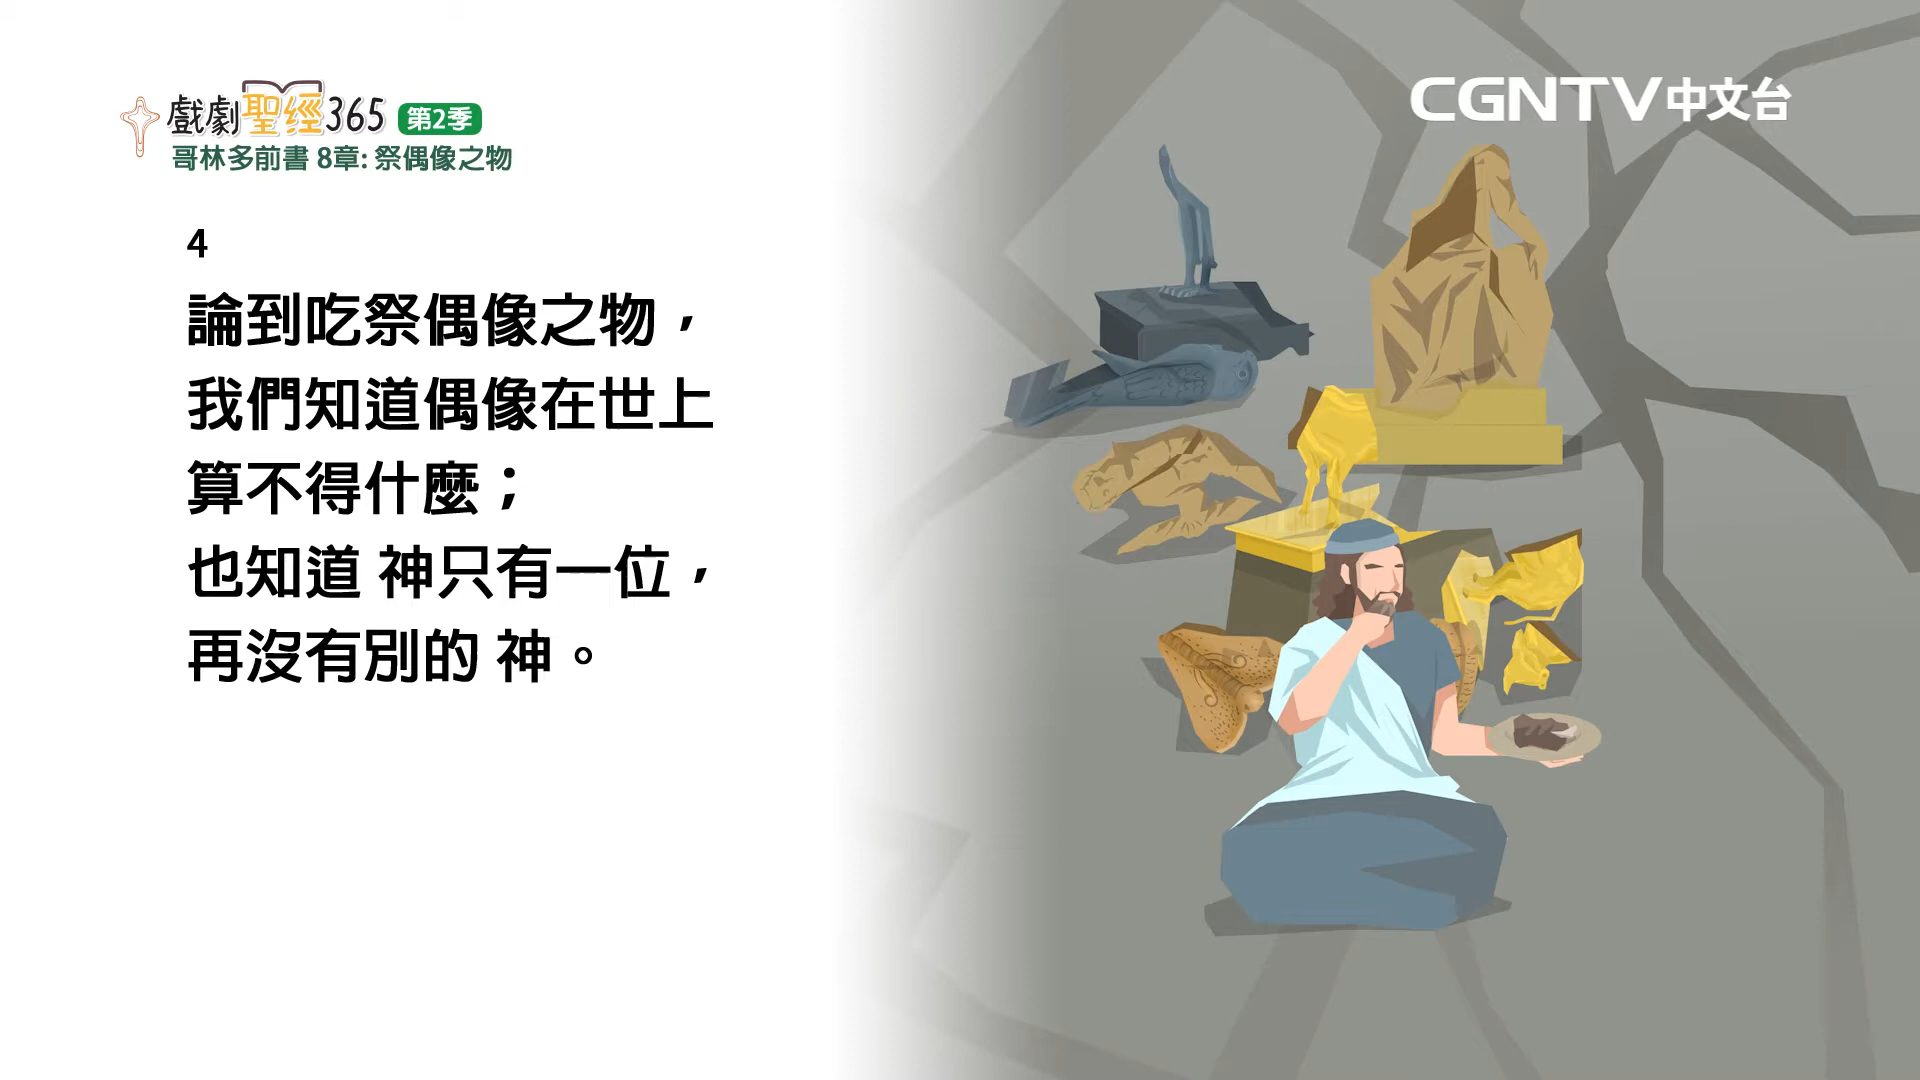 戲劇聖經365 第2季
哥林多前書 8章: 祭偶像之物
CGNTV中文台
4
論到吃祭偶像之物，
我們知道偶像在世上
算不得什麼；
也知道 神只有一位，
再沒有別的 神。